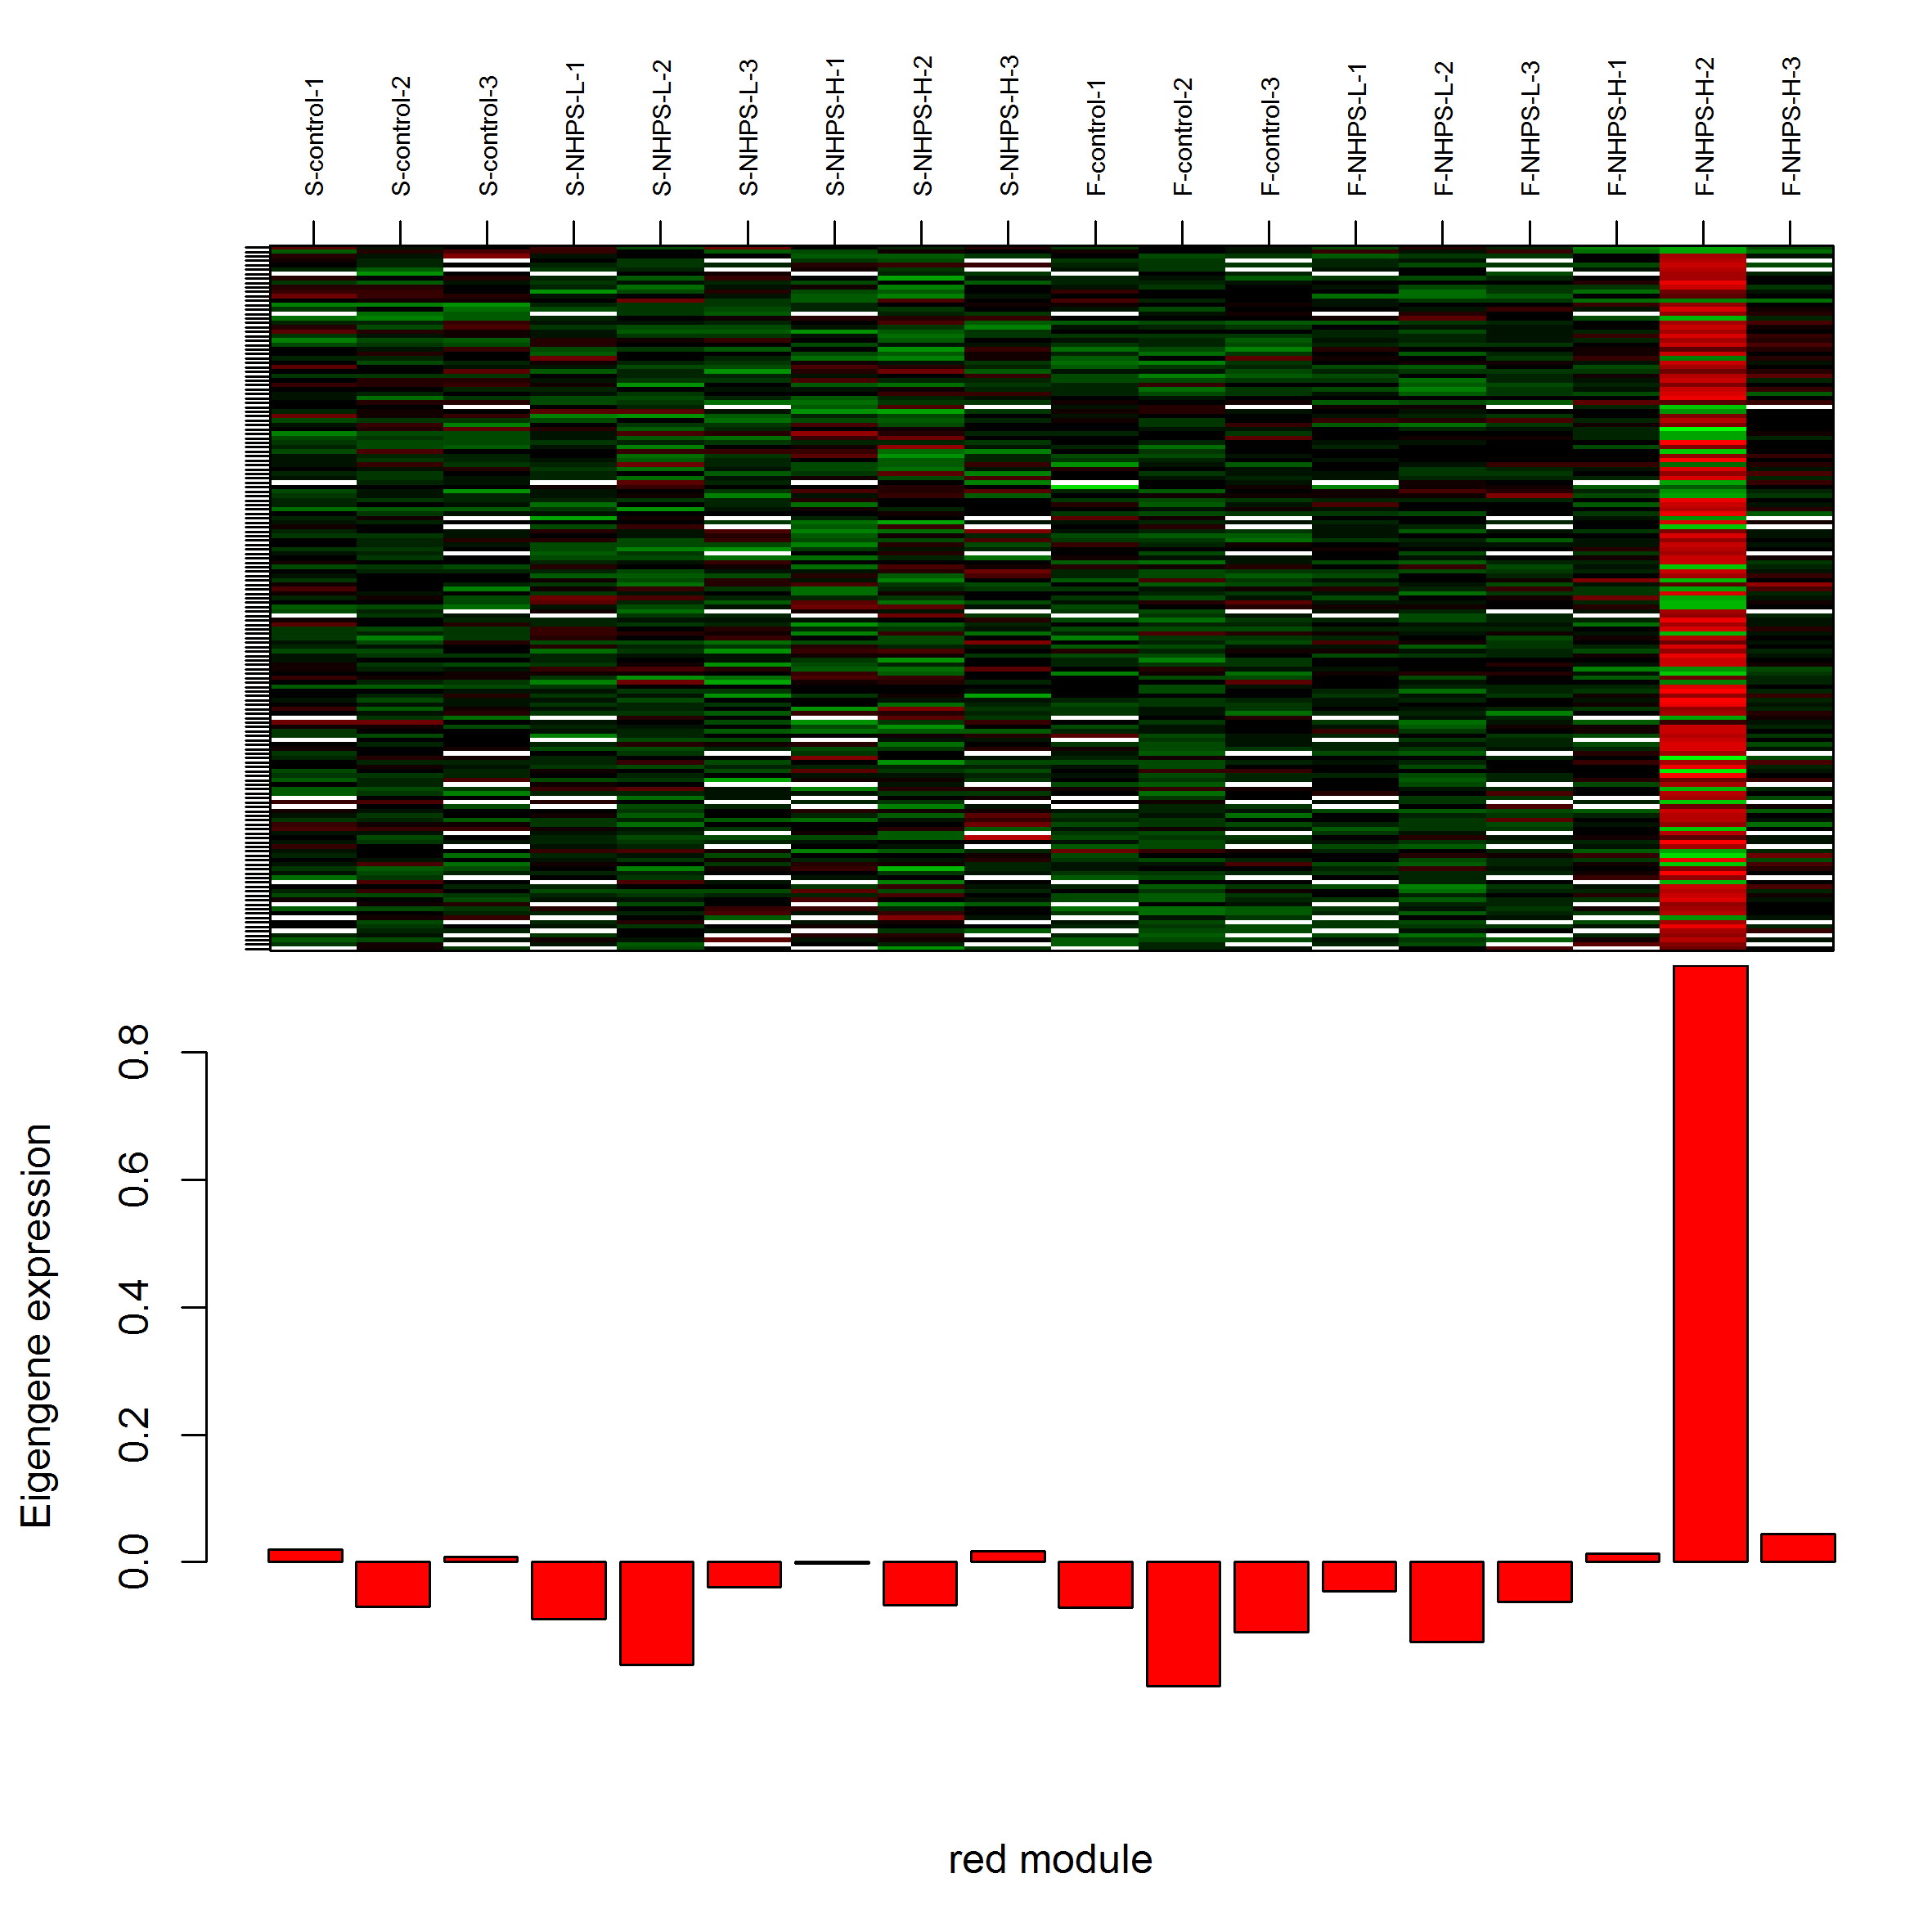 S-control-1
S-control-2
S-control-3
S-NHPS-L-1
S-NHPS-L-2
S-NHPS-L-3
S-NHPS-H-1
S-NHPS-H-2
S-NHPS-H-3
F-control-1
F-control-2
F-control-3
F-NHPS-L-1
F-NHPS-L-2
F-NHPS-L-3
F-NHPS-H-1
F-NHPS-H-2
F-NHPS-H-3
Eigengene expression
0.8
0.6
0.4
0.2
0.0
red module